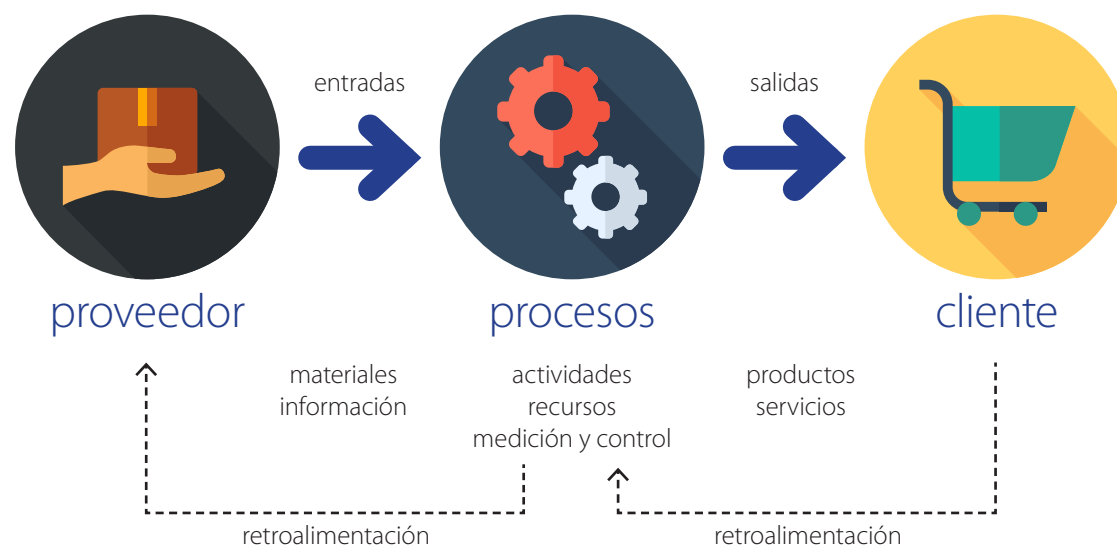 entradas
salidas
proveedor
procesos
cliente
materiales
información
actividades
recursos
medición y control
productos
servicios
retroalimentación
retroalimentación